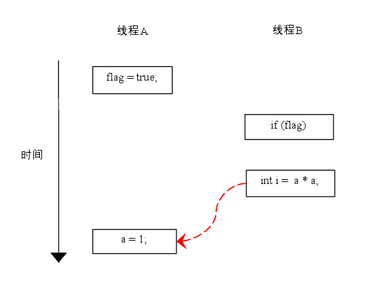 线程A
线程B
flag = true;
if (flag)
时间
int i = a * a;
a = 1;